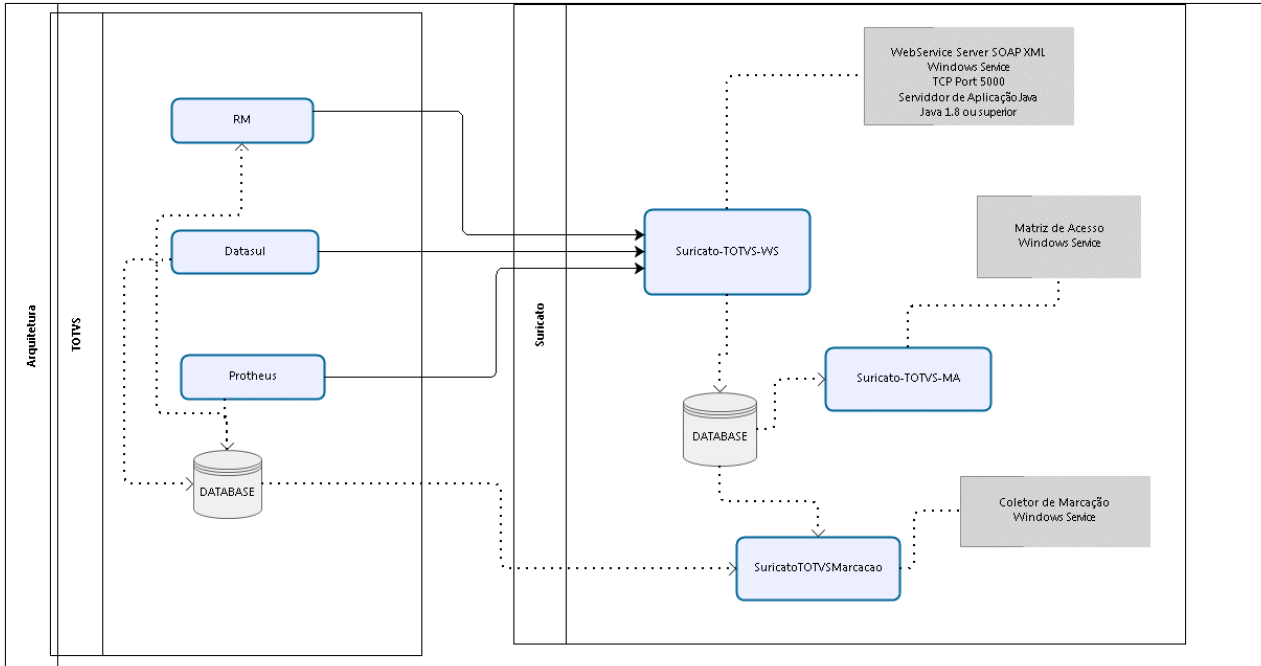 Arquitetura
TOTVS
RM
Datasul
Protheus
DATABASE
Suricato
WebService Server SOAP XML
Windows Service
TCP Port 5000
Serviddor de Aplicação Java
Java 1.8 ou superior
Suricato-TOTVS-WS
Matriz de Acesso
Windows Service
Suricato-TOTVS-MA
DATABASE
Coletor de Marcação
Windows Service
SuricatoTOTVSMarcacao